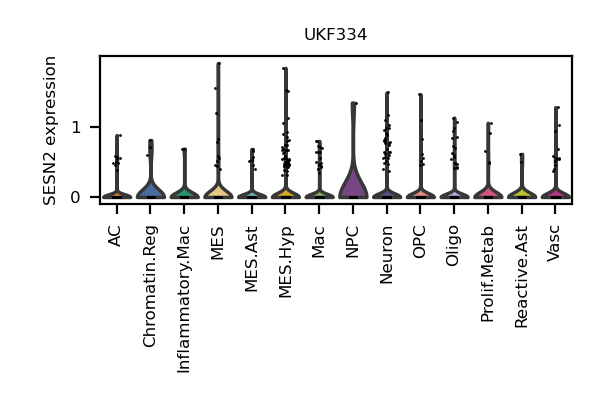 UKF334
SESN2 expression
1
0
AC
Chromatin.Reg
Inflammatory.Mac
MES
MES.Ast
MES.Hyp
Mac
NPC
Neuron
OPC
Oligo
Prolif.Metab
Reactive.Ast
Vasc